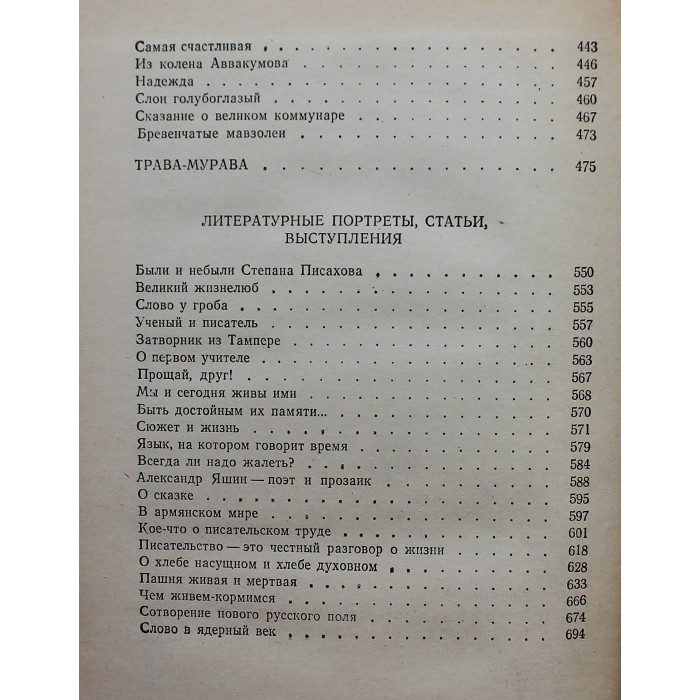 Самая счастливая . . . . . . . . . . . . . . . . . 443
Из колена Аввакумова . . . . . . . . . . . . . . 446
Надежда . . . . . . . . . . . . . . . . . . . . . 457
Слон голубоглазый . . . . . . . . . . . . . . . . 460
Сказание о великом коммунаре . . . . . . . . . . 467
Бревенчатые мавзолеи . . . . . . . . . . . . . . 473
ТРАВА-МУРАВА . . . . . . . . . . . . . . . . . . 475
ЛИТЕРАТУРНЫЕ ПОРТРЕТЫ, СТАТЬИ,
ВЫСТУПЛЕНИЯ
Были и небыли Степана Писахова . . . . . . . . . 550
Великий жизнелюб . . . . . . . . . . . . . . . . 553
Слово у гроба . . . . . . . . . . . . . . . . . . 555
Ученый и писатель . . . . . . . . . . . . . . . . 557
Затворник из Тампере . . . . . . . . . . . . . . 560
О первом учителе . . . . . . . . . . . . . . . . 563
Прощай, друг! . . . . . . . . . . . . . . . . . . 567
Мы и сегодня живы ими . . . . . . . . . . . . . 568
Быть достойным их памяти... . . . . . . . . . . . 570
Сюжет и жизнь . . . . . . . . . . . . . . . . . . 571
Язык, на котором говорит время . . . . . . . . . 579
Всегда ли надо жалеть? . . . . . . . . . . . . . 584
Александр Яшин — поэт и прозаик . . . . . . . . 588
О сказке . . . . . . . . . . . . . . . . . . . . 595
В армянском мире . . . . . . . . . . . . . . . . 597
Кое-что о писательском труде . . . . . . . . . . 601
Писательство — это честный разговор о жизни . . . 618
О хлебе насущном и хлебе духовном . . . . . . . 628
Пашня живая и мертвая . . . . . . . . . . . . . 633
Чем живем-кормимся . . . . . . . . . . . . . . . 666
Сотворение нового русского поля . . . . . . . . . 674
Слово в ядерный век . . . . . . . . . . . . . . . 694